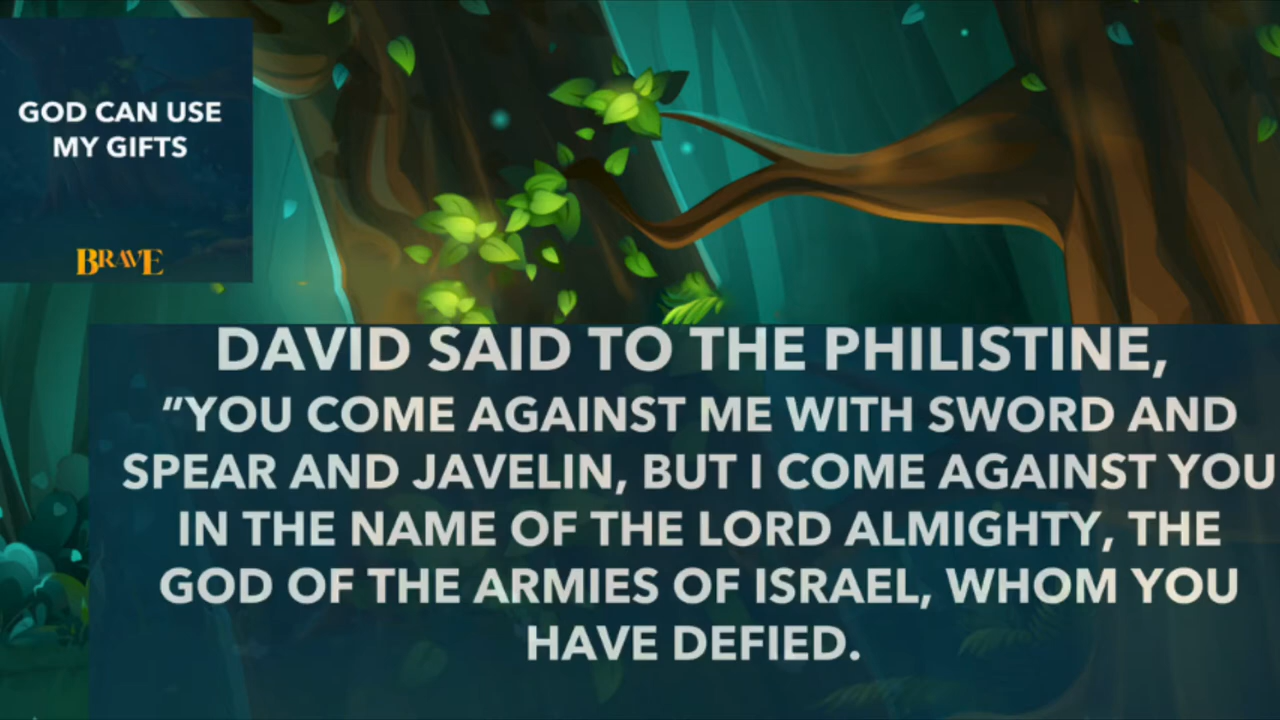 GOD CAN USE
MY GIFTS
BRAVE
DAVID SAID TO THE PHILISTINE,
“YOU COME AGAINST ME WITH SWORD AND
SPEAR AND JAVELIN, BUT I COME AGAINST YOU
IN THE NAME OF THE LORD ALMIGHTY, THE
GOD OF THE ARMIES OF ISRAEL, WHOM YOU
HAVE DEFIED.